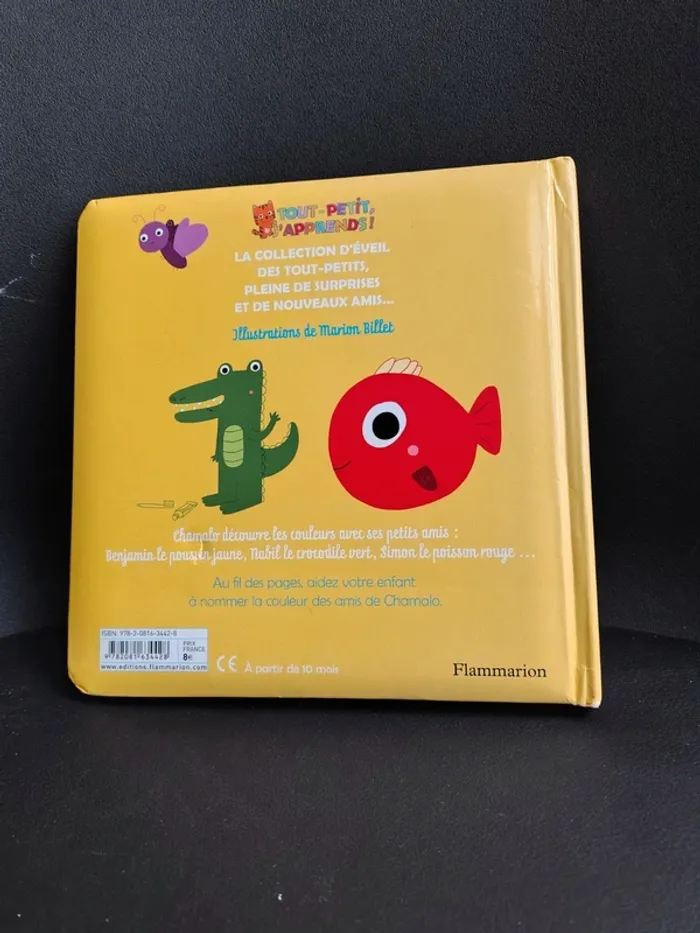 TOUT-PETIT,
J'APPRENDS !
LA COLLECTION D'ÉVEIL
DES TOUT-PETITS,
PLEINE DE SURPRISES
ET DE NOUVEAUX AMIS...
Illustrations de Marion Billet
Chamalo découvre les couleurs avec ses petits amis :
Benjamin le poussin jaune, Nabil le crocodile vert, Simon le poisson rouge ...
Au fil des pages, aidez votre enfant
à nommer la couleur des amis de Chamalo.
ISBN: 978-2-0816-3442-8
PRIX
FRANCE
8€
9 782081 634428
www.editions.flammarion.com
CE À partir de 10 mois
Flammarion